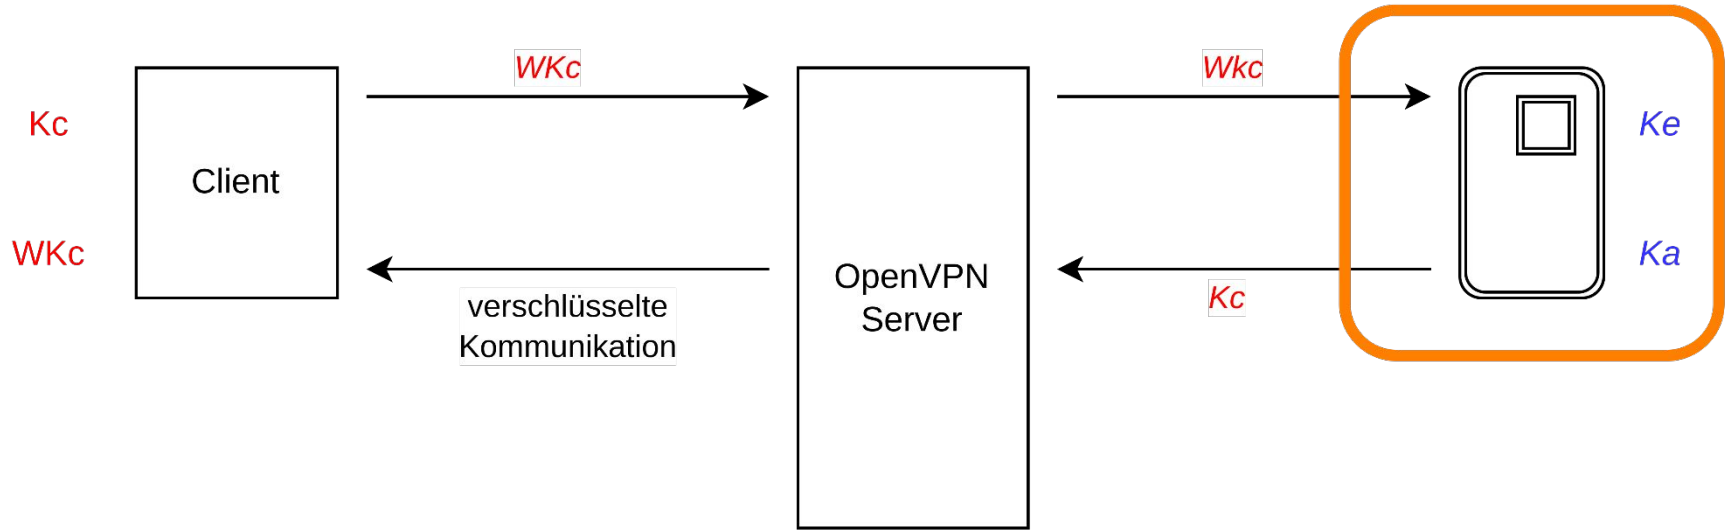 WKc
Wkc
Kc
Ke
Client
WKc
Ka
OpenVPN
Server
Kc
verschlüsselte
Kommunikation